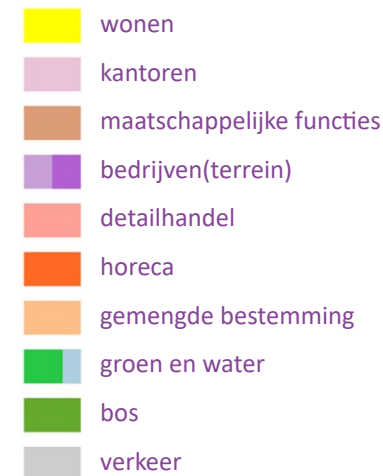 wonen
kantoren
maatschappelijke functies
bedrijven(terrein)
detailhandel
horeca
gemengde bestemming
groen en water
bos
verkeer